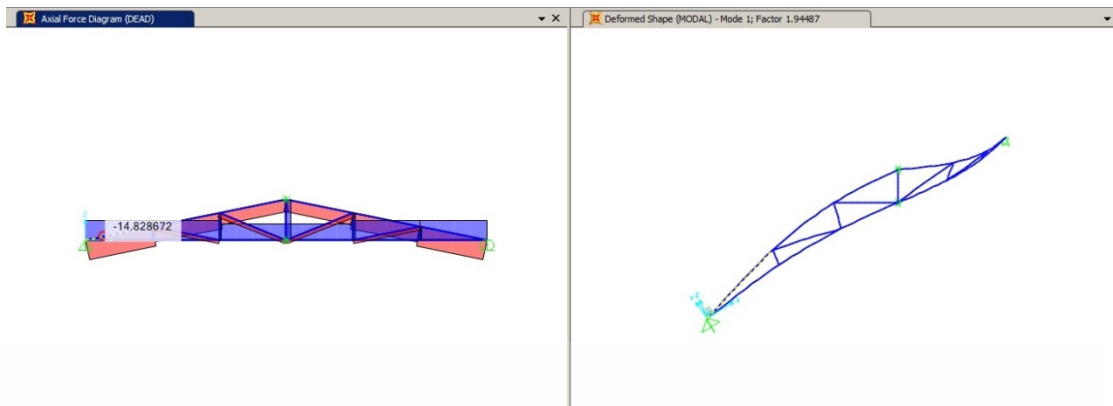 Axial Force Diagram (DEAD)
Deformed Shape (MODAL) - Mode 1; Factor 1.94487
-14.828672